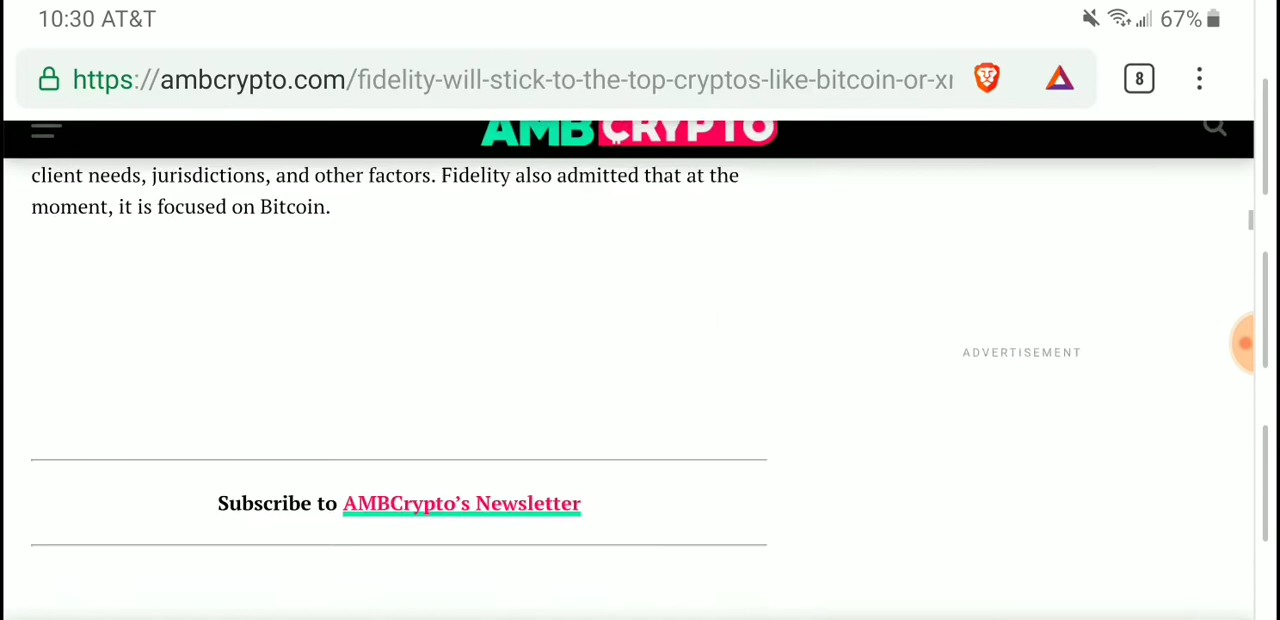 10:30 AT&T
67%
https://ambcrypto.com/fidelity-will-stick-to-the-top-cryptos-like-bitcoin-or-xr
8
AMBCRYPTO
client needs, jurisdictions, and other factors. Fidelity also admitted that at the
moment, it is focused on Bitcoin.
ADVERTISEMENT
Subscribe to AMBCrypto’s Newsletter